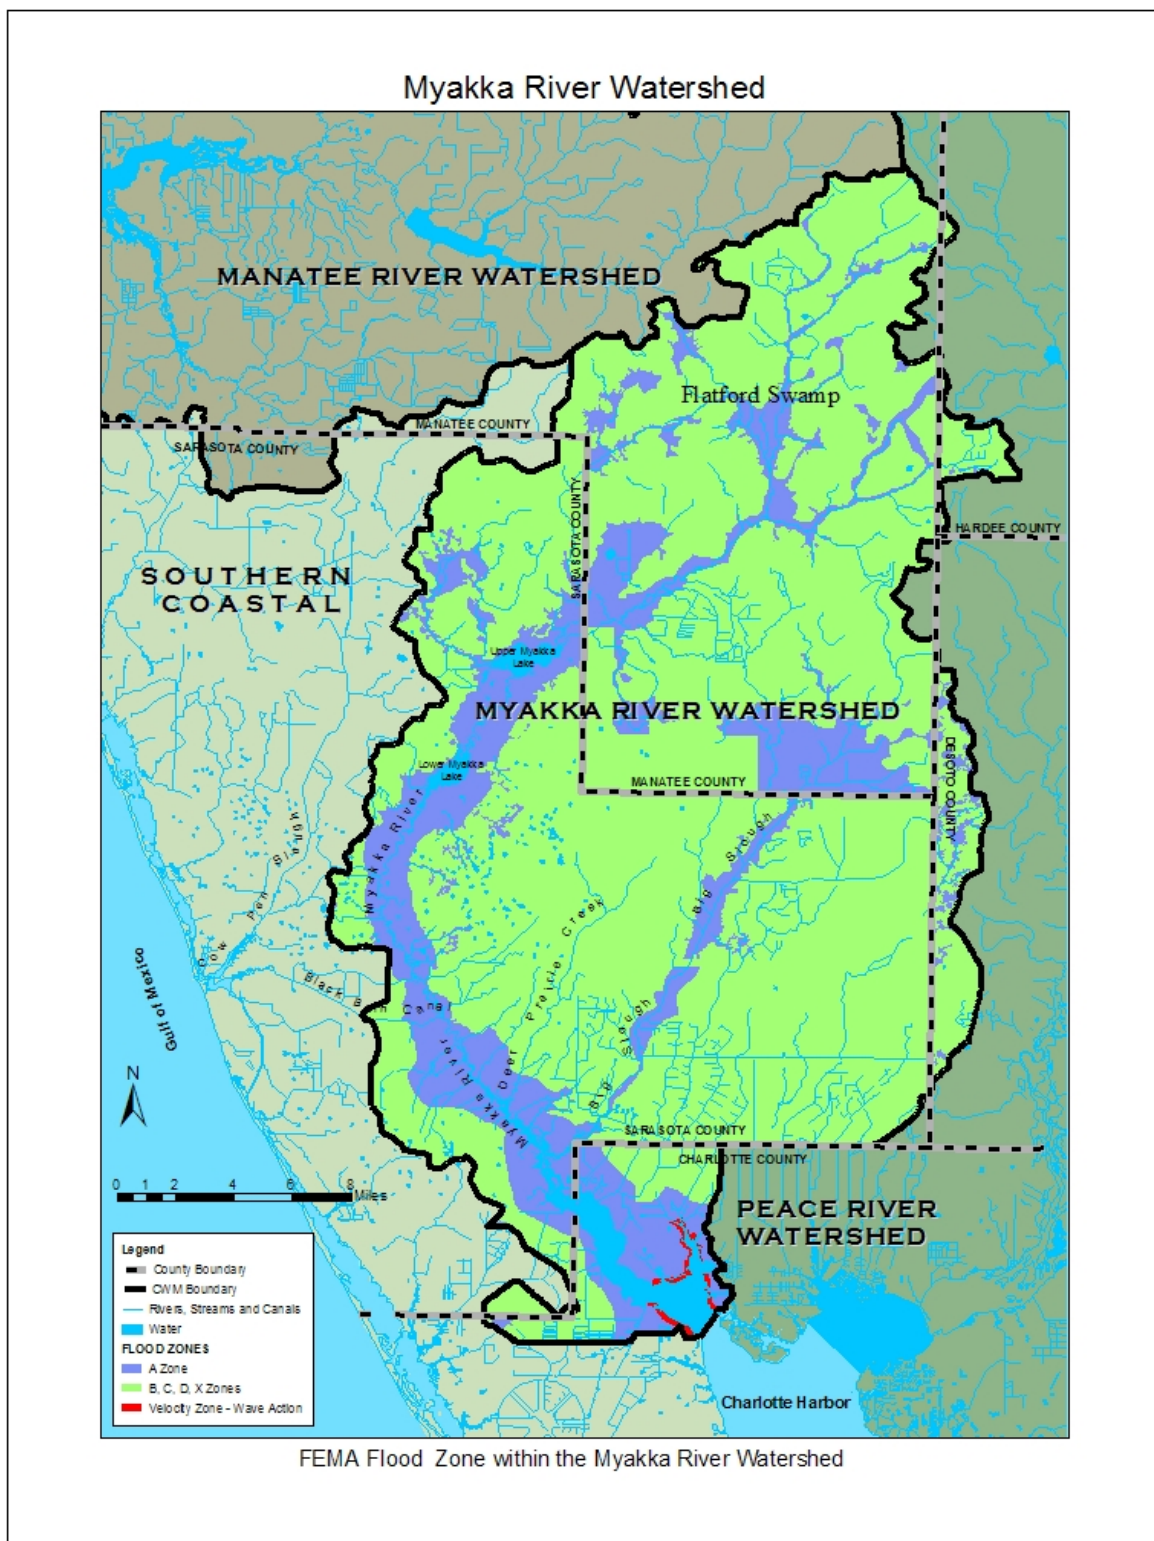 Myakka River Watershed
MANATEE RIVER WATERSHED
Flatford Swamp
MANATEE COUNTY
SARASOTA COUNTY
SARASOTA COUNTY
HARDEE COUNTY
SOUTHERN
COASTAL
Upper Myakka
Lake
MYAKKA RIVER WATERSHED
DESOTO COUNTY
Lower Myakka
Lake
MANATEE COUNTY
Myakka River
Big Slough
Cow Pen Slough
Deer Prairie Creek
Gulf of Mexico
Black Burn Canal
Big Slough
Myakka River
N
SARASOTA COUNTY
CHARLOTTE COUNTY
0 1 2 4 6 8
Miles
PEACE RIVER
WATERSHED
Legend
County Boundary
CWM Boundary
Rivers, Streams and Canals
Water
FLOOD ZONES
A Zone
B, C, D, X Zones
Velocity Zone - Wave Action
Charlotte Harbor
FEMA Flood Zone within the Myakka River Watershed